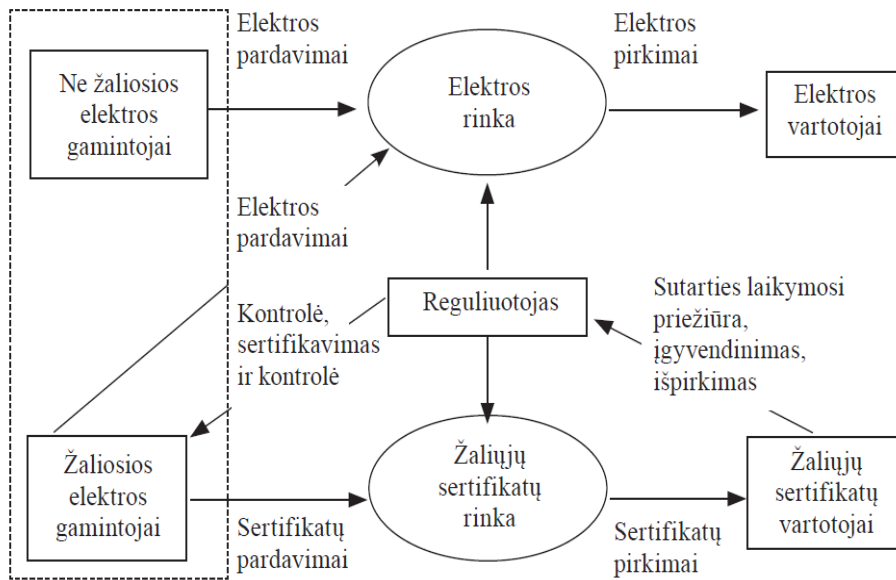 Elektros
pardavimai
Elektros
pirkimai
Ne žaliosios
elektros
gamintojai
Elektros
rinka
Elektros
vartotojai
Elektros
pardavimai
Reguliuotojas
Kontrolė,
sertifikavimas
ir kontrolė
Sutarties laikymosi
priežiūra,
įgyvendinimas,
išpirkimas
Žaliosios
elektros
gamintojai
Žaliųjų
sertifikatų
rinka
Žaliųjų
sertifikatų
vartotojai
Sertifikatų
pardavimai
Sertifikatų
pirkimai